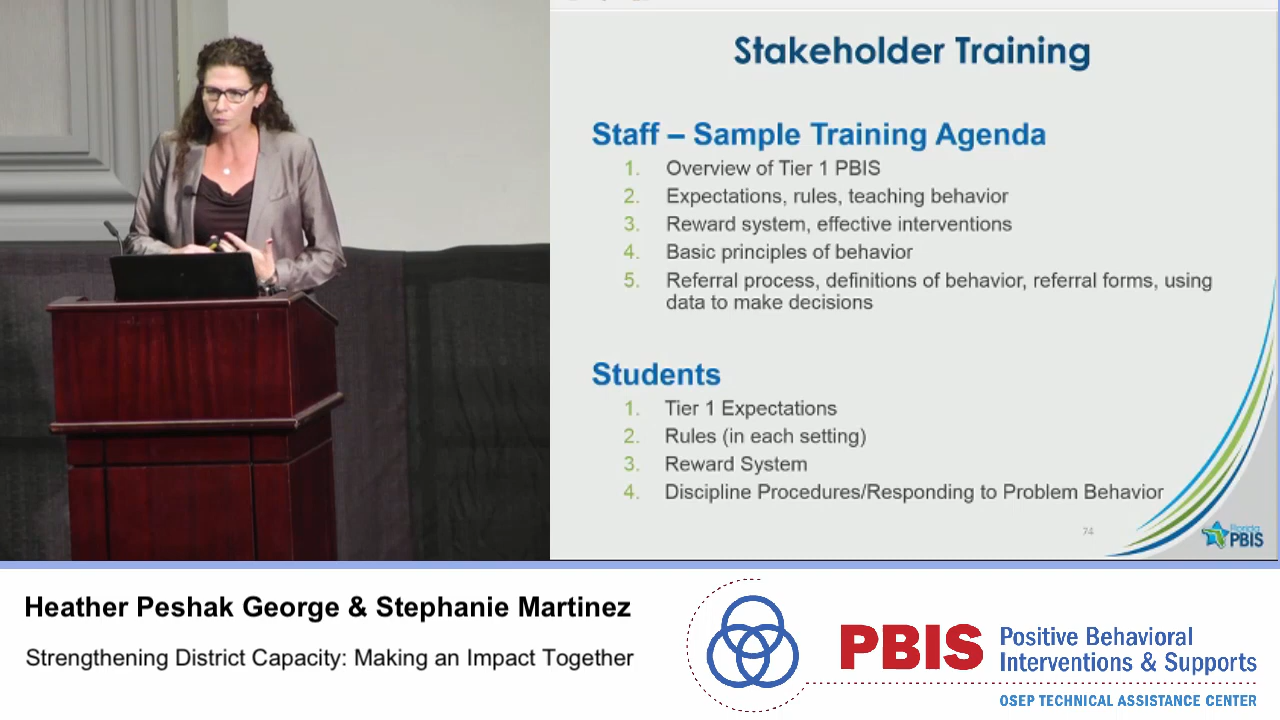 Stakeholder Training
Staff – Sample Training Agenda
1. Overview of Tier 1 PBIS
2. Expectations, rules, teaching behavior
3. Reward system, effective interventions
4. Basic principles of behavior
5. Referral process, definitions of behavior, referral forms, using
data to make decisions
Students
1. Tier 1 Expectations
2. Rules (in each setting)
3. Reward System
4. Discipline Procedures/Responding to Problem Behavior
74
Florida
PBIS
Heather Peshak George & Stephanie Martinez
Strengthening District Capacity: Making an Impact Together
PBIS
Positive Behavioral
Interventions & Supports
OSEP TECHNICAL ASSISTANCE CENTER